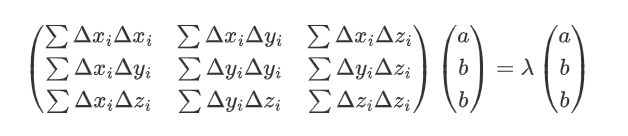 (∑ Δxᵢ Δxᵢ ∑ Δxᵢ Δyᵢ ∑ Δxᵢ Δzᵢ) (a) (a)
(∑ Δxᵢ Δyᵢ ∑ Δyᵢ Δyᵢ ∑ Δyᵢ Δzᵢ) (b) = λ (b)
(∑ Δxᵢ Δzᵢ ∑ Δyᵢ Δzᵢ ∑ Δzᵢ Δzᵢ) (b) (b)